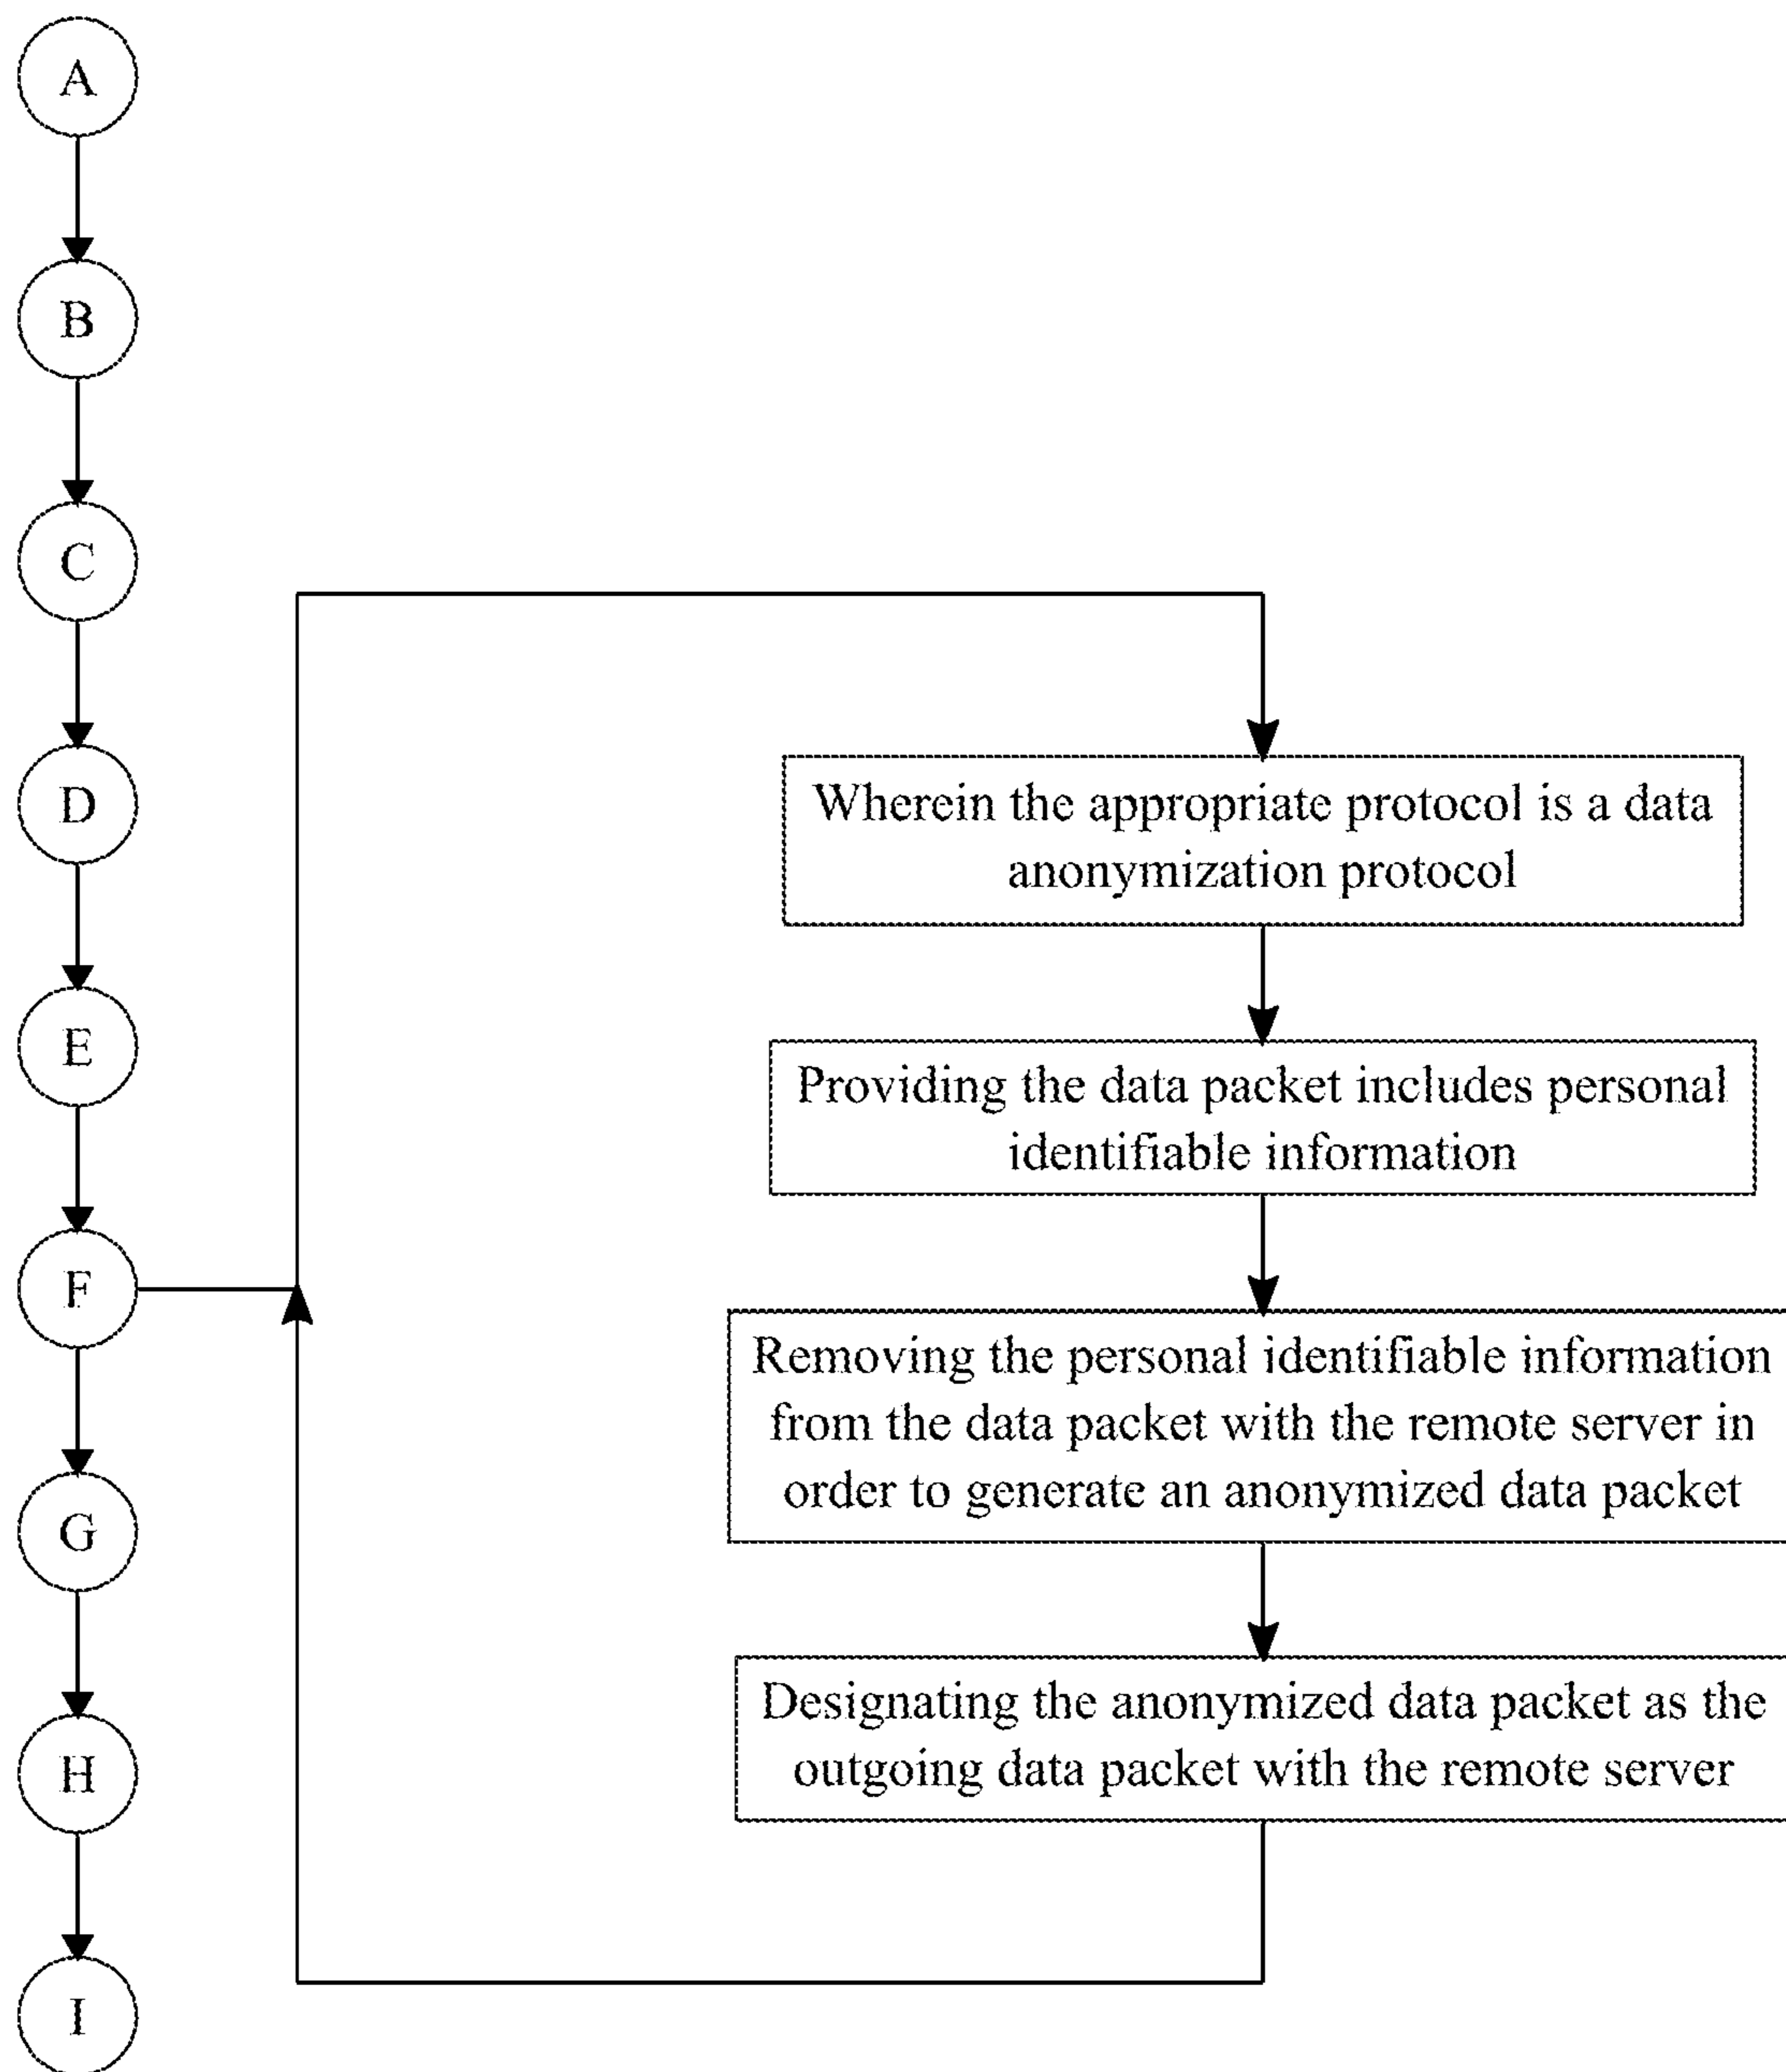 A
B
C
D
E
F
G
H
I
Wherein the appropriate protocol is a data
anonymization protocol
Providing the data packet includes personal
identifiable information
Removing the personal identifiable information
from the data packet with the remote server in
order to generate an anonymized data packet
Designating the anonymized data packet as the
outgoing data packet with the remote server